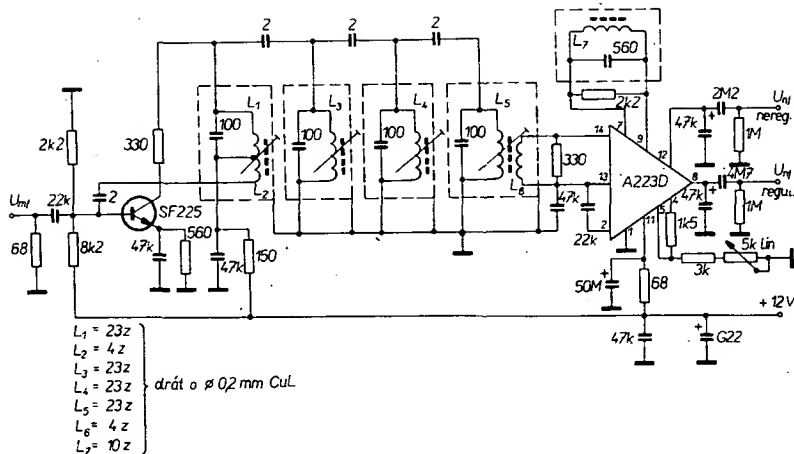 2
2
2
L7
560
2k2
L1
L3
L4
L5
100
100
100
100
2k2
330
L2
L6
330
14
13
2
7
9
12
8
A223D
1
11
5
4
2M2
Unf
nereg.
47k
1M
4M7
Unf
regul.
47k
1M
1k5
5k Lin
3k
Umf
22k
2
SF225
68
8k2
47k
560
47k
150
47k
22k
50M
68
+ 12V
47k
G22
L1 = 23z
L2 = 4z
L3 = 23z
L4 = 23z
L5 = 23z
L6 = 4z
L7 = 10z
drát o ø 0,2 mm CuL